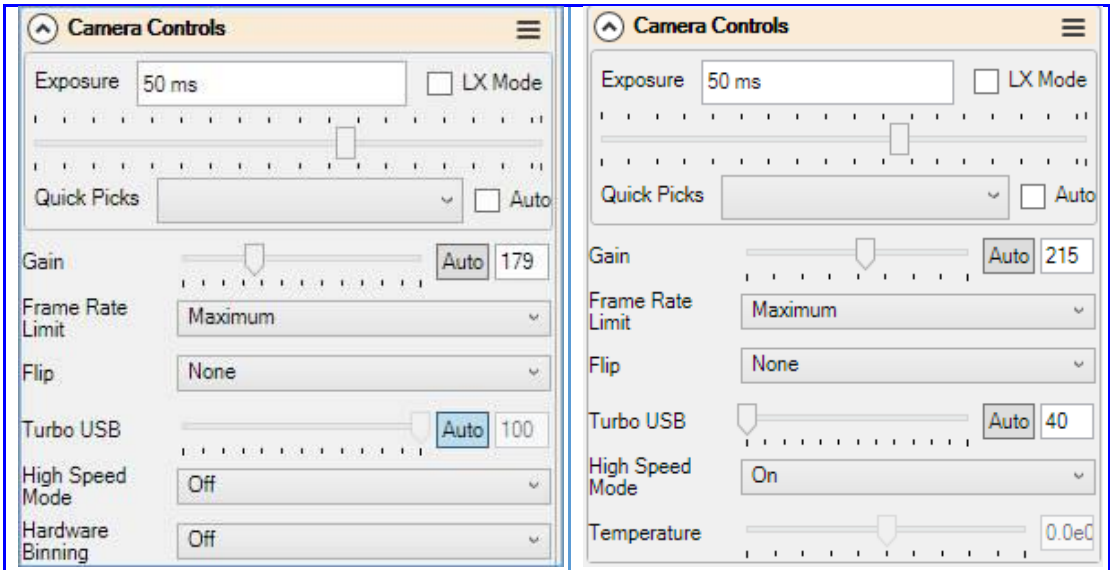 Camera Controls
Exposure 50 ms LX Mode
Quick Picks Auto
Gain Auto 179
Frame Rate
Limit
Maximum
Flip None
Turbo USB Auto 100
High Speed
Mode
Off
Hardware
Binning
Off
Camera Controls
Exposure 50 ms LX Mode
Quick Picks Auto
Gain Auto 215
Frame Rate
Limit
Maximum
Flip None
Turbo USB Auto 40
High Speed
Mode
On
Temperature 0.0e0